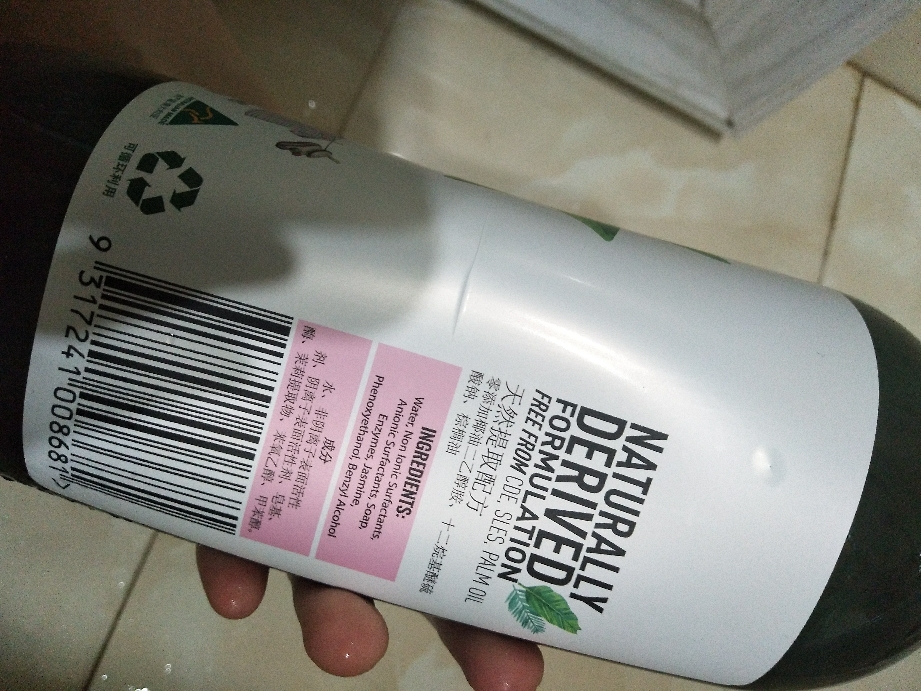 NATURALLY
DERIVED
FORMULATION
FREE FROM CDE, SLES, PALM OIL
天然提取配方
零添加椰油二乙醇胺、十二烷基醚硫
酸钠、棕榈油
INGREDIENTS:
Water, Non Ionic Surfactants,
Anionic Surfactants, Soap,
Enzymes, Jasmine,
Phenoxyethanol, Benzyl Alcohol
成分
水、非阴离子表面活性
剂、阴离子表面活性剂、皂基、
酶、茉莉提取物、苯氧乙醇、甲苯醇。
9 317241 008681 >
可循环利用